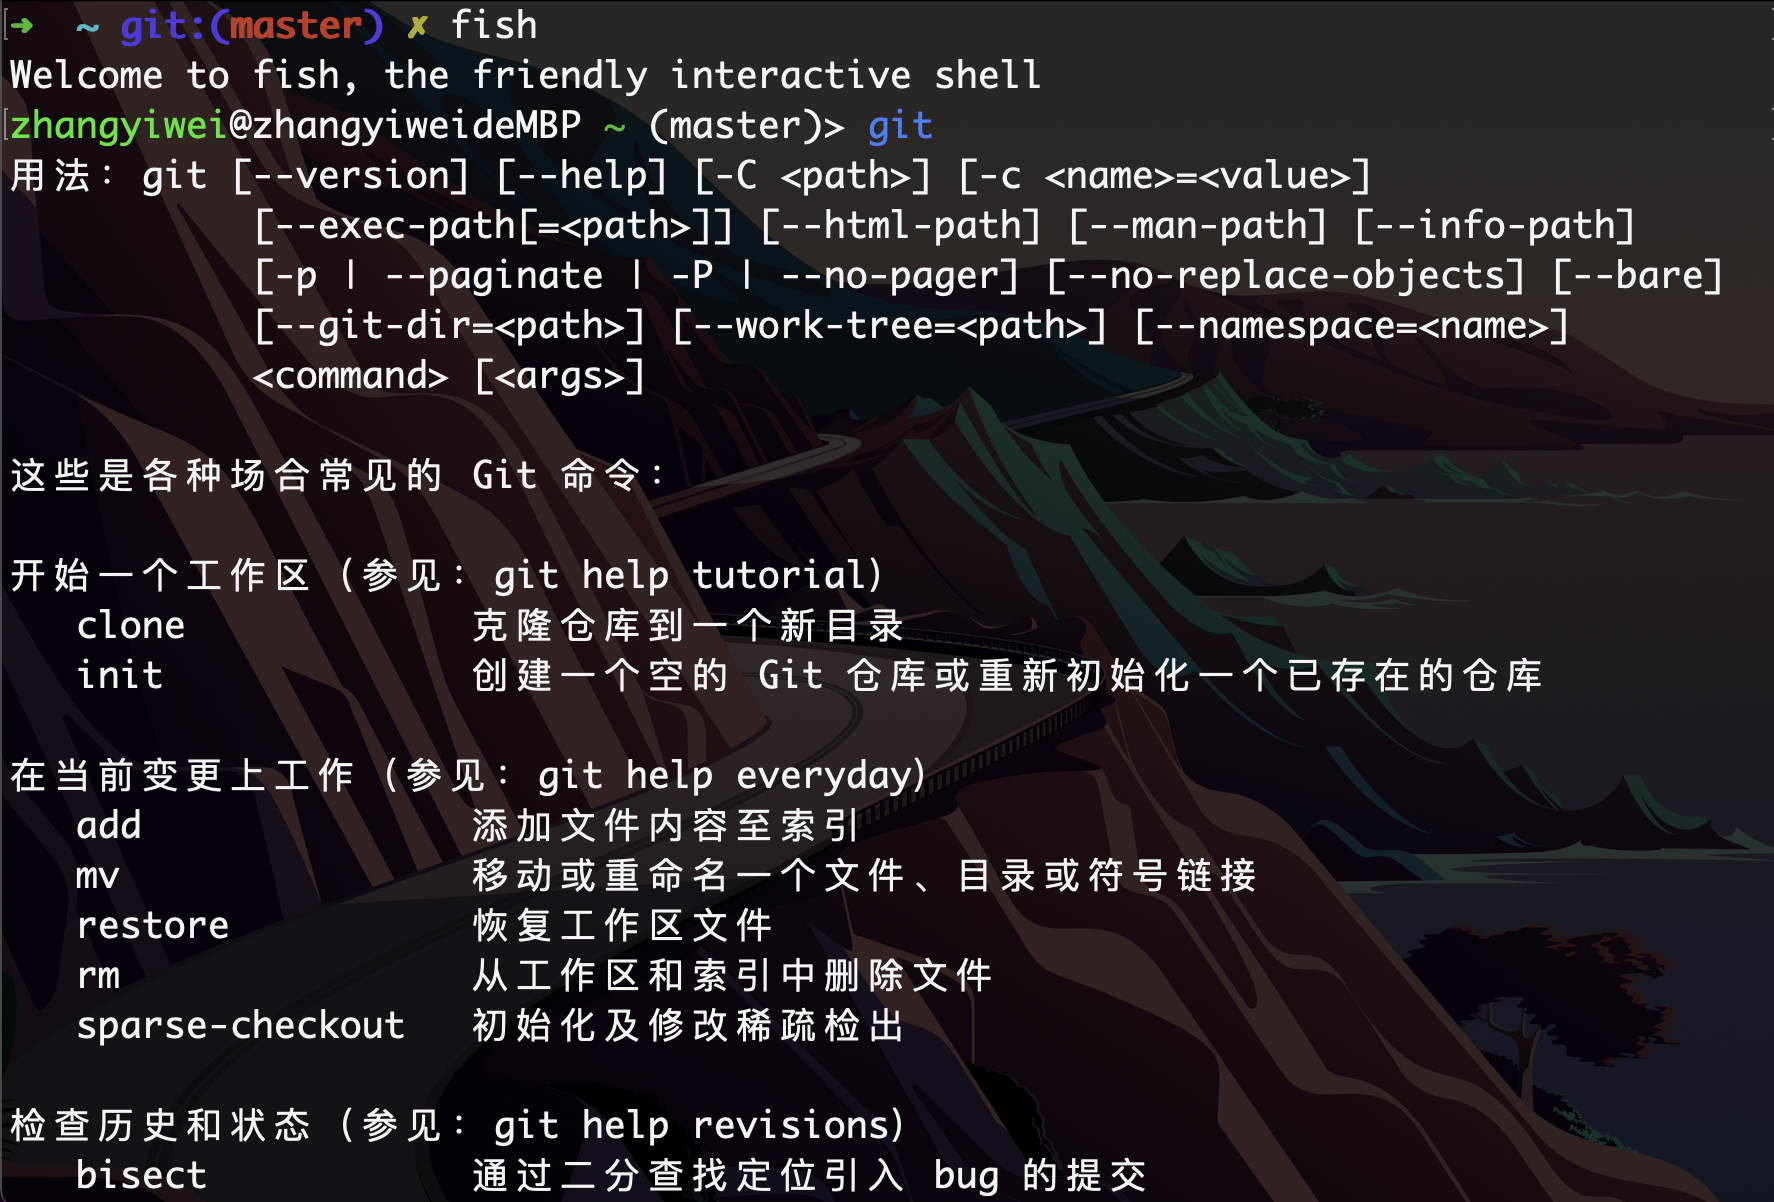 ➜  ~ git:(master) ✗ fish
Welcome to fish, the friendly interactive shell
zhangyiwei@zhangyiweideMBP ~ (master)> git
用法：git [--version] [--help] [-C <path>] [-c <name>=<value>]
           [--exec-path[=<path>]] [--html-path] [--man-path] [--info-path]
           [-p | --paginate | -P | --no-pager] [--no-replace-objects] [--bare]
           [--git-dir=<path>] [--work-tree=<path>] [--namespace=<name>]
           <command> [<args>]

这些是各种场合常见的 Git 命令：

开始一个工作区（参见：git help tutorial）
   clone             克隆仓库到一个新目录
   init              创建一个空的 Git 仓库或重新初始化一个已存在的仓库

在当前变更上工作（参见：git help everyday）
   add               添加文件内容至索引
   mv                移动或重命名一个文件、目录或符号链接
   restore           恢复工作区文件
   rm                从工作区和索引中删除文件
   sparse-checkout   初始化及修改稀疏检出

检查历史和状态（参见：git help revisions）
   bisect            通过二分查找定位引入 bug 的提交